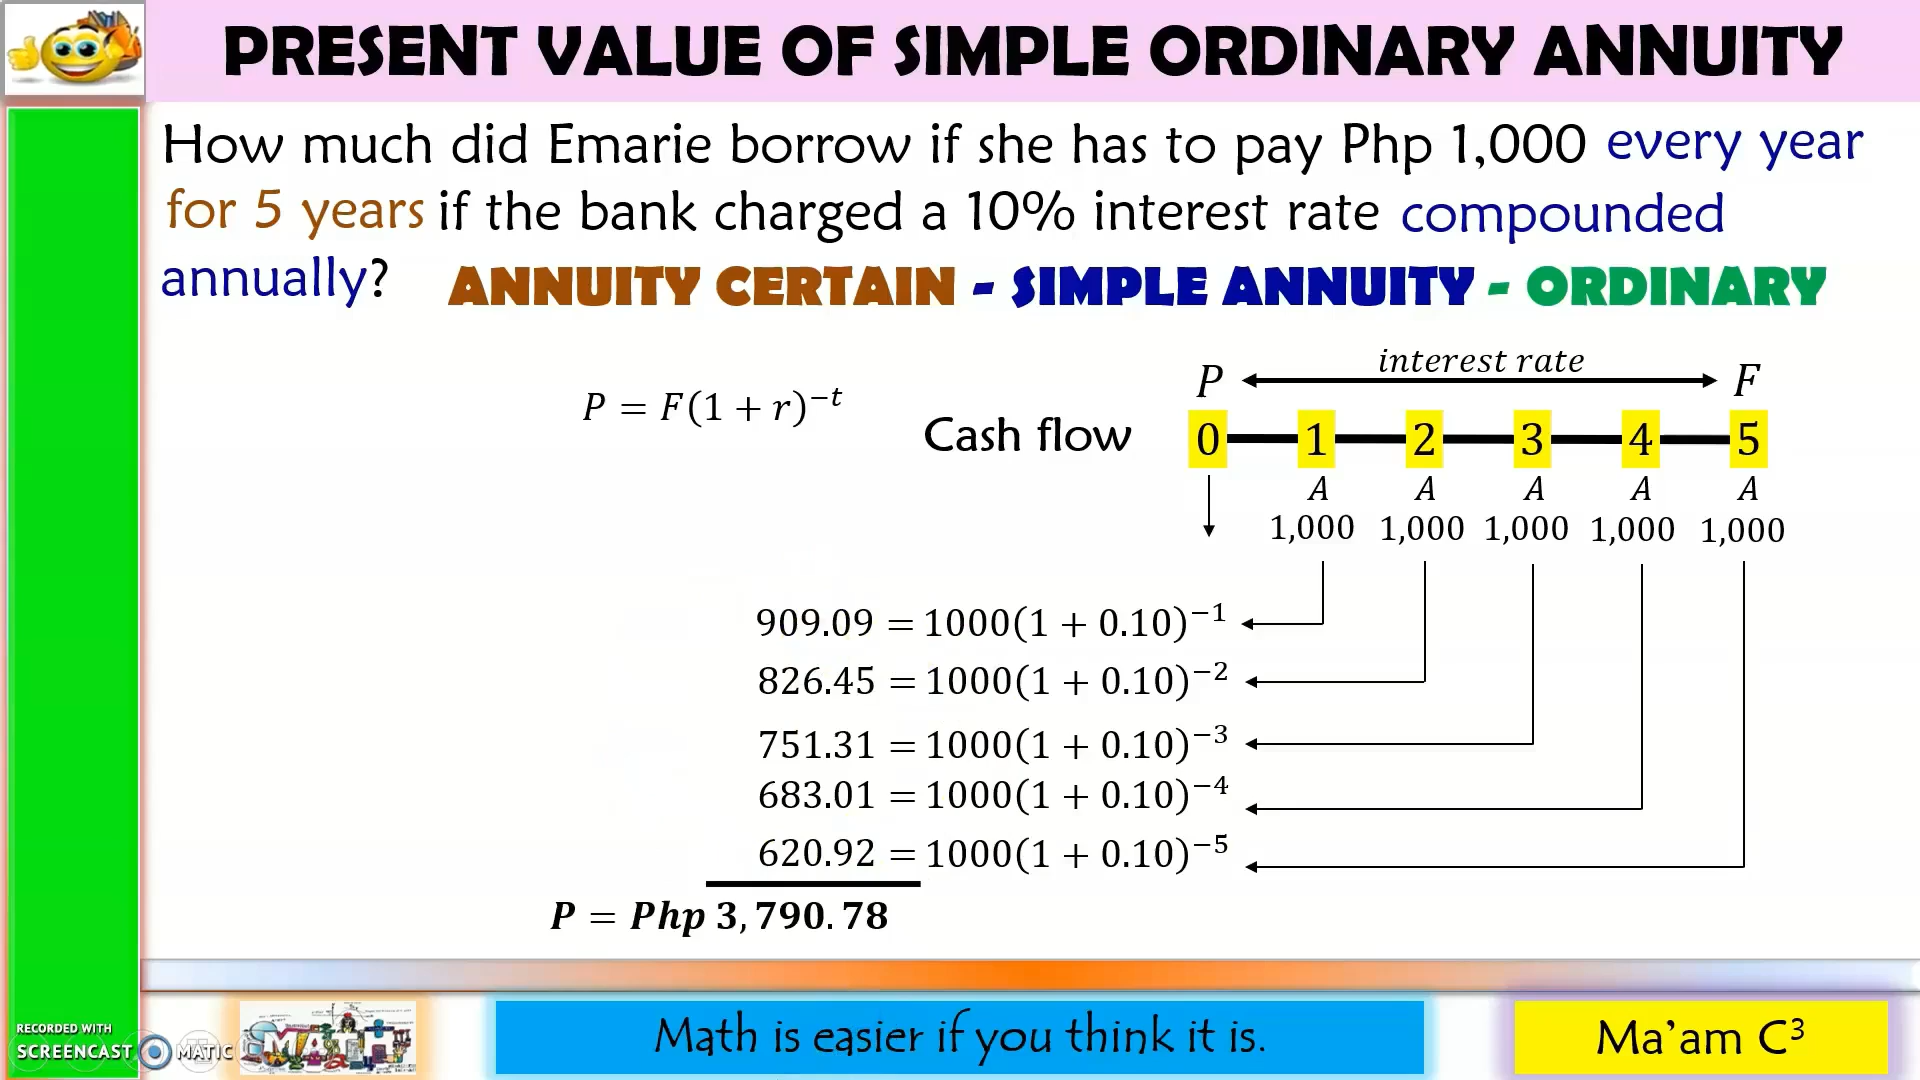 PRESENT VALUE OF SIMPLE ORDINARY ANNUITY
How much did Emarie borrow if she has to pay Php 1,000 every year
for 5 years if the bank charged a 10% interest rate compounded
annually? ANNUITY CERTAIN - SIMPLE ANNUITY - ORDINARY
P interest rate F
P = F(1 + r)^{-t}
Cash flow 0 1 2 3 4 5
A A A A A
1,000 1,000 1,000 1,000 1,000
909.09 = 1000(1 + 0.10)^{-1}
826.45 = 1000(1 + 0.10)^{-2}
751.31 = 1000(1 + 0.10)^{-3}
683.01 = 1000(1 + 0.10)^{-4}
620.92 = 1000(1 + 0.10)^{-5}
P = Php 3,790.78
RECORDED WITH
SCREENCAST MATIC
MATH
Math is easier if you think it is.
Ma'am C³